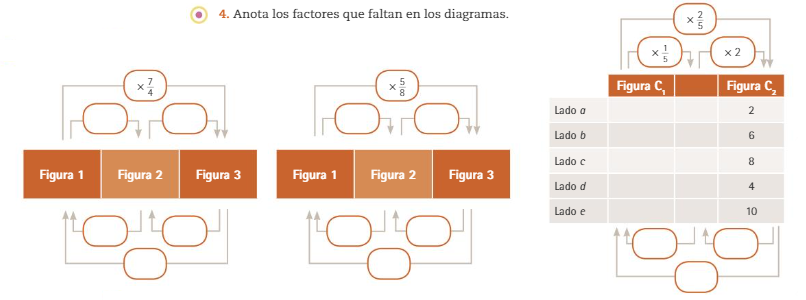 4. Anota los factores que faltan en los diagramas.
× 7/4
Figura 1 Figura 2 Figura 3
× 5/8
Figura 1 Figura 2 Figura 3
× 2/5
× 1/5 × 2
Figura C₁ Figura C₂
Lado a 2
Lado b 6
Lado c 8
Lado d 4
Lado e 10